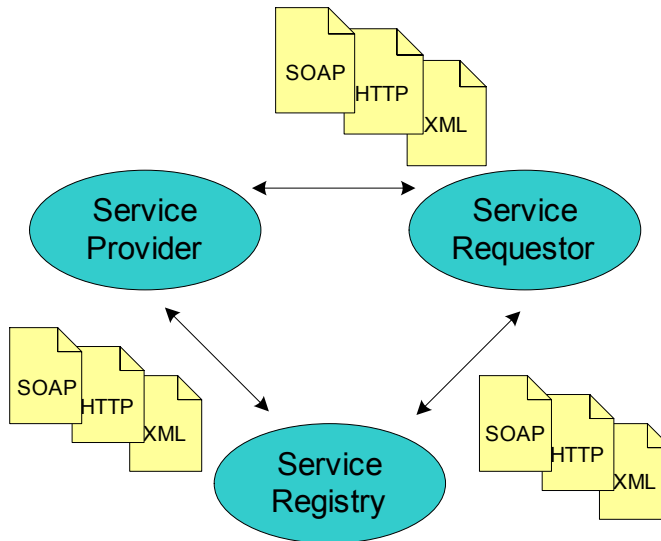 SOAP
HTTP
XML
Service
Provider
Service
Requestor
SOAP
HTTP
XML
SOAP
HTTP
XML
Service
Registry